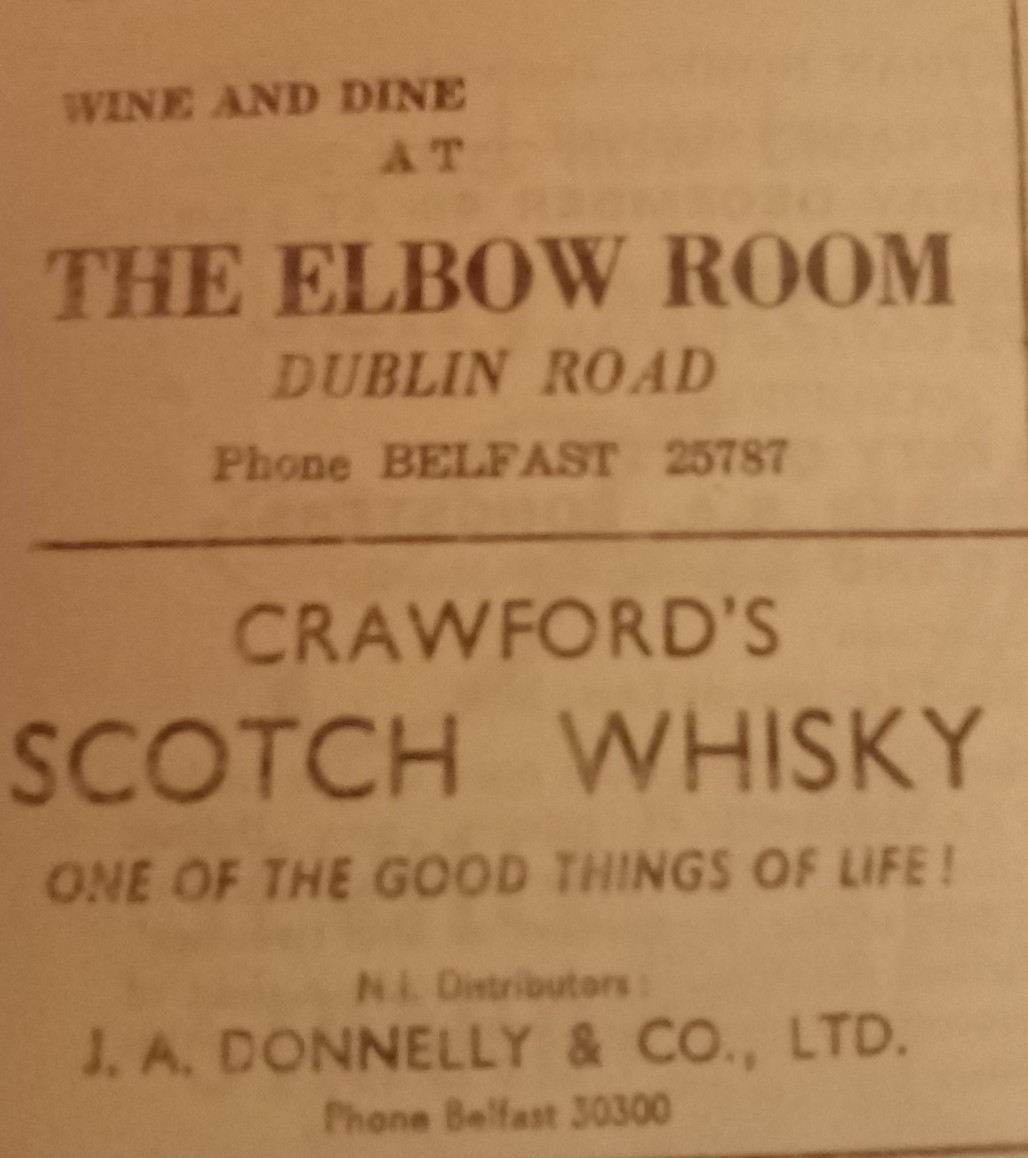 WINE AND DINE
AT
THE ELBOW ROOM
DUBLIN ROAD
Phone BELFAST 25787
CRAWFORD'S
SCOTCH WHISKY
ONE OF THE GOOD THINGS OF LIFE!
N.I. Distributors:
J. A. DONNELLY & CO., LTD.
Phone Belfast 30300